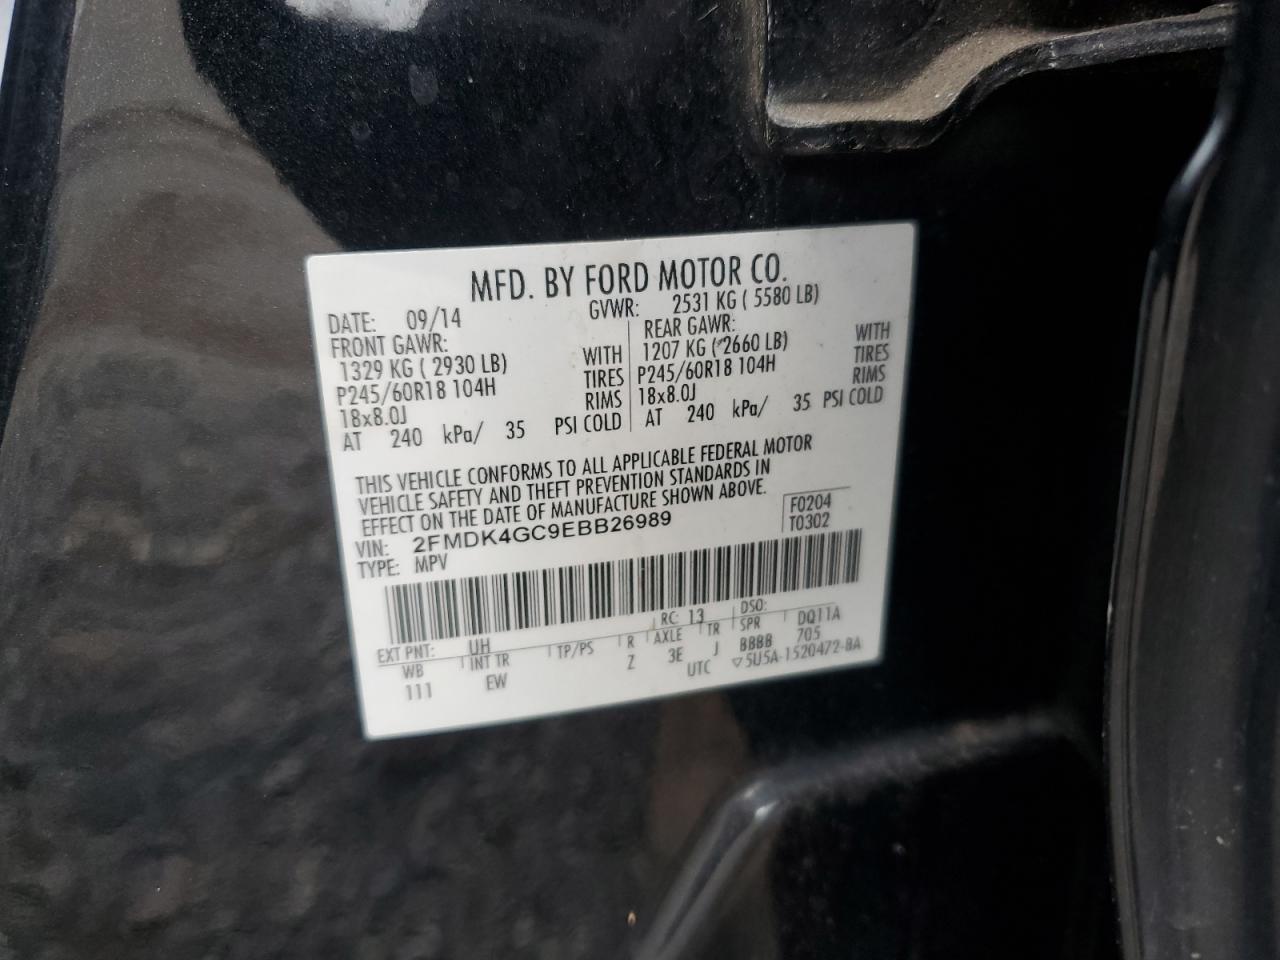 MFD. BY FORD MOTOR CO.
DATE: 09/14 GVWR: 2531 KG ( 5580 LB)
FRONT GAWR: REAR GAWR:
1329 KG ( 2930 LB) WITH 1207 KG ( 2660 LB) WITH
P245/60R18 104H TIRES P245/60R18 104H TIRES
18x8.0J RIMS 18x8.0J RIMS
AT 240 kPa/ 35 PSI COLD AT 240 kPa/ 35 PSI COLD
THIS VEHICLE CONFORMS TO ALL APPLICABLE FEDERAL MOTOR
VEHICLE SAFETY AND THEFT PREVENTION STANDARDS IN
EFFECT ON THE DATE OF MANUFACTURE SHOWN ABOVE.
F0204
VIN: 2FMDK4GC9EBB26989 T0302
TYPE: MPV
EXT PNT: UH RC: 13 DSO:
WB INT TR TP/PS R AXLE TR SPR DQ11A
111 EW Z 3E J BBBB 705
UTC ▽5U5A-1520472-BA